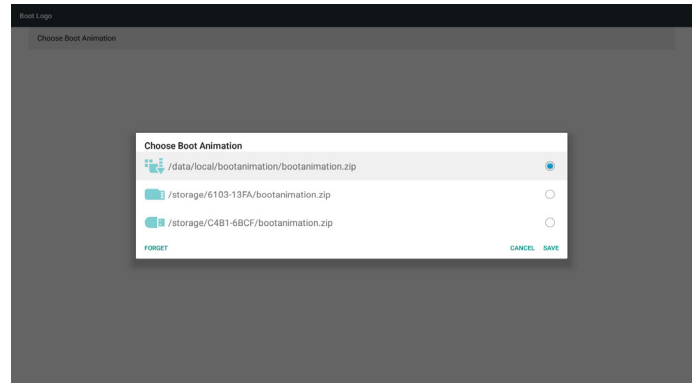 Boot Logo
Choose Boot Animation
Choose Boot Animation
/data/local/bootanimation/bootanimation.zip
/storage/6103-13FA/bootanimation.zip
/storage/C4B1-6BCF/bootanimation.zip
FORGET CANCEL SAVE